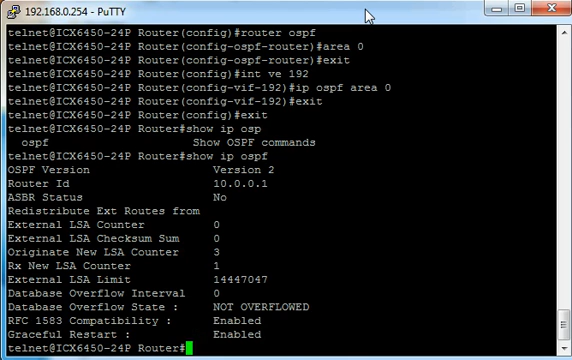 192.168.0.254 - PuTTY
telnet@ICX6450-24P Router(config)#router ospf
telnet@ICX6450-24P Router(config-ospf-router)#area 0
telnet@ICX6450-24P Router(config-ospf-router)#exit
telnet@ICX6450-24P Router(config)#int ve 192
telnet@ICX6450-24P Router(config-vif-192)#ip ospf area 0
telnet@ICX6450-24P Router(config-vif-192)#exit
telnet@ICX6450-24P Router(config)#exit
telnet@ICX6450-24P Router#show ip osp
ospf Show OSPF commands
telnet@ICX6450-24P Router#show ip ospf
OSPF Version Version 2
Router Id 10.0.0.1
ASBR Status No
Redistribute Ext Routes from
External LSA Counter 0
External LSA Checksum Sum 0
Originate New LSA Counter 3
Rx New LSA Counter 1
External LSA Limit 14447047
Database Overflow Interval 0
Database Overflow State : NOT OVERFLOWED
RFC 1583 Compatibility : Enabled
Graceful Restart : Enabled
telnet@ICX6450-24P Router#